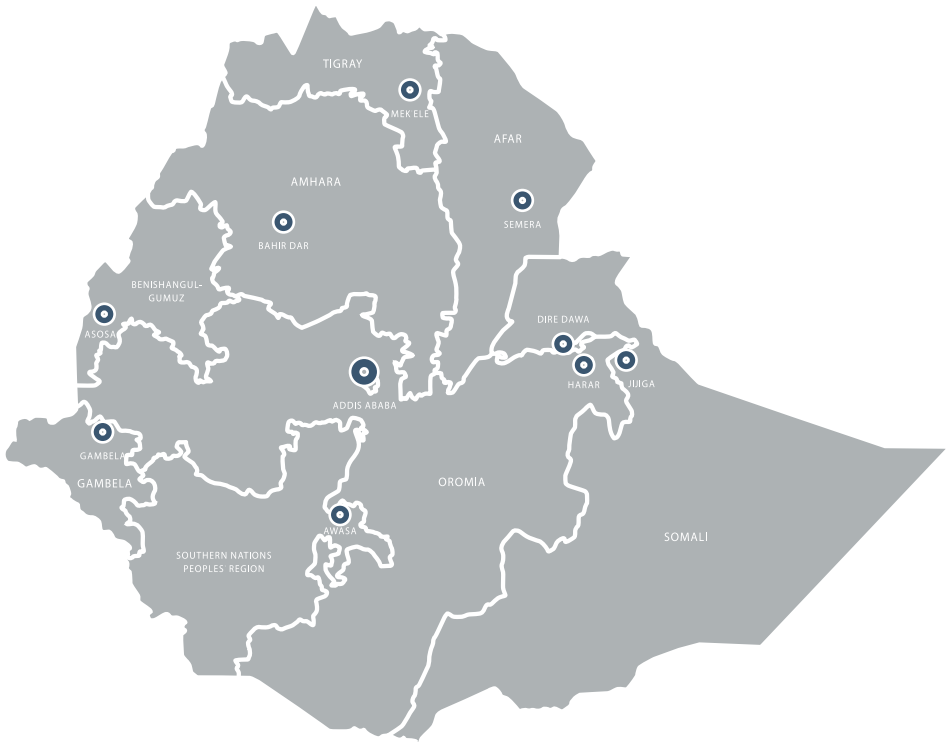 TIGRAY
MEK ELE
AFAR
AMHARA
SEMERA
BAHIR DAR
BENISHANGUL-
GUMUZ
ASOSA
DIRE DAWA
HARAR
JIJIGA
ADDIS ABABA
GAMBELA
GAMBELA
OROMIA
AWASA
SOMALI
SOUTHERN NATIONS
PEOPLES REGION